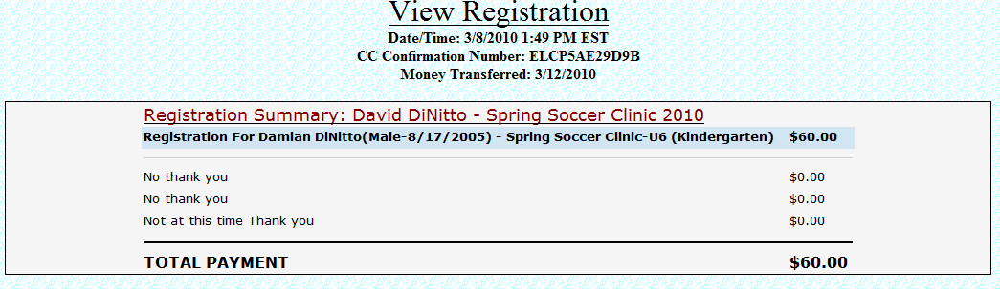 View Registration
Date/Time: 3/8/2010 1:49 PM EST
CC Confirmation Number: ELCP5AE29D9B
Money Transferred: 3/12/2010
Registration Summary: David DiNitto - Spring Soccer Clinic 2010
Registration For Damian DiNitto(Male-8/17/2005) - Spring Soccer Clinic-U6 (Kindergarten) $60.00
No thank you $0.00
No thank you $0.00
Not at this time Thank you $0.00
TOTAL PAYMENT $60.00